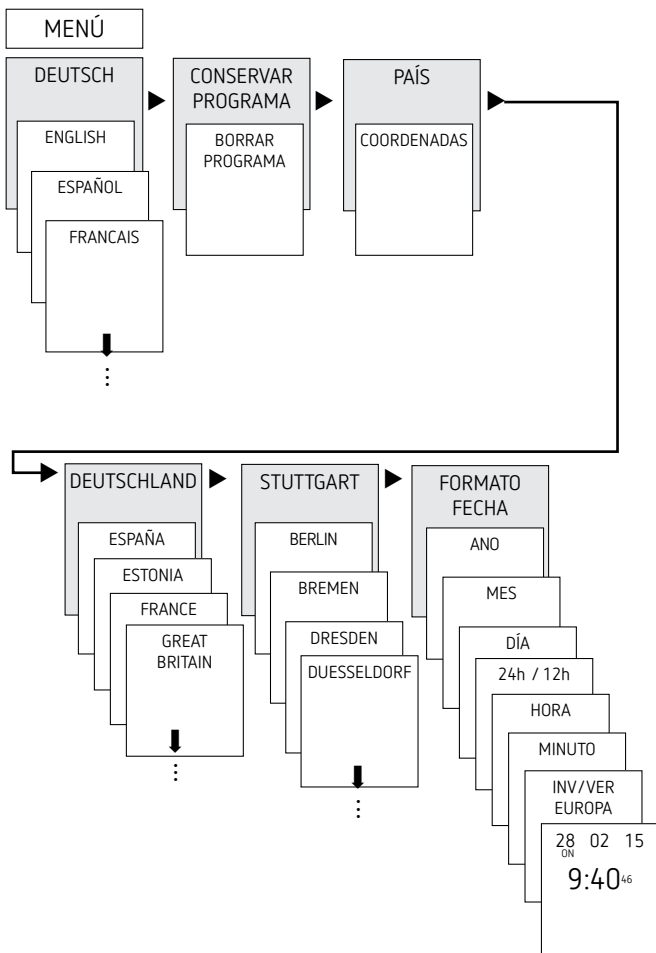 MENÚ
DEUTSCH
ENGLISH
ESPAÑOL
FRANCAIS
CONSERVAR
PROGRAMA
BORRAR
PROGRAMA
PAÍS
COORDENADAS
DEUTSCHLAND
ESPAÑA
ESTONIA
FRANCE
GREAT
BRITAIN
STUTTGART
BERLIN
BREMEN
DRESDEN
DUESSELDORF
FORMATO
FECHA
ANO
MES
DÍA
24h / 12h
HORA
MINUTO
INV/VER
EUROPA
28 02 15
ON
9:40 46